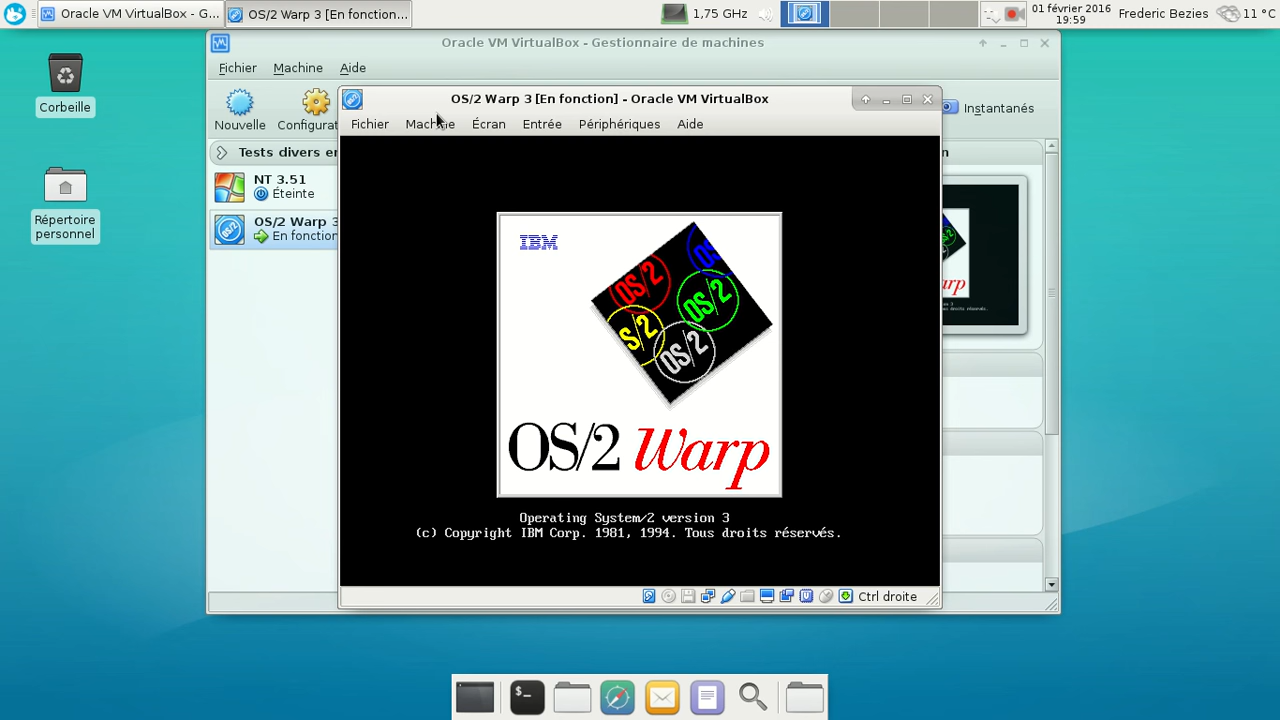 Oracle VM VirtualBox - G...
OS/2 Warp 3 [En fonction...
1,75 GHz
01 février 2016
19:59
Frederic Bezies
11 °C
Corbeille
Répertoire
personnel
Oracle VM VirtualBox - Gestionnaire de machines
Fichier Machine Aide
Nouvelle
Configurat
Instantanés
Tests divers en
NT 3.51
Éteinte
OS/2 Warp 3
En fonction
OS/2 Warp 3 [En fonction] - Oracle VM VirtualBox
Fichier Machine Écran Entrée Périphériques Aide
IBM
OS/2
OS/2
OS/2
S/2
OS/2
OS/2 Warp
Operating System/2 version 3
(c) Copyright IBM Corp. 1981, 1994. Tous droits réservés.
Ctrl droite